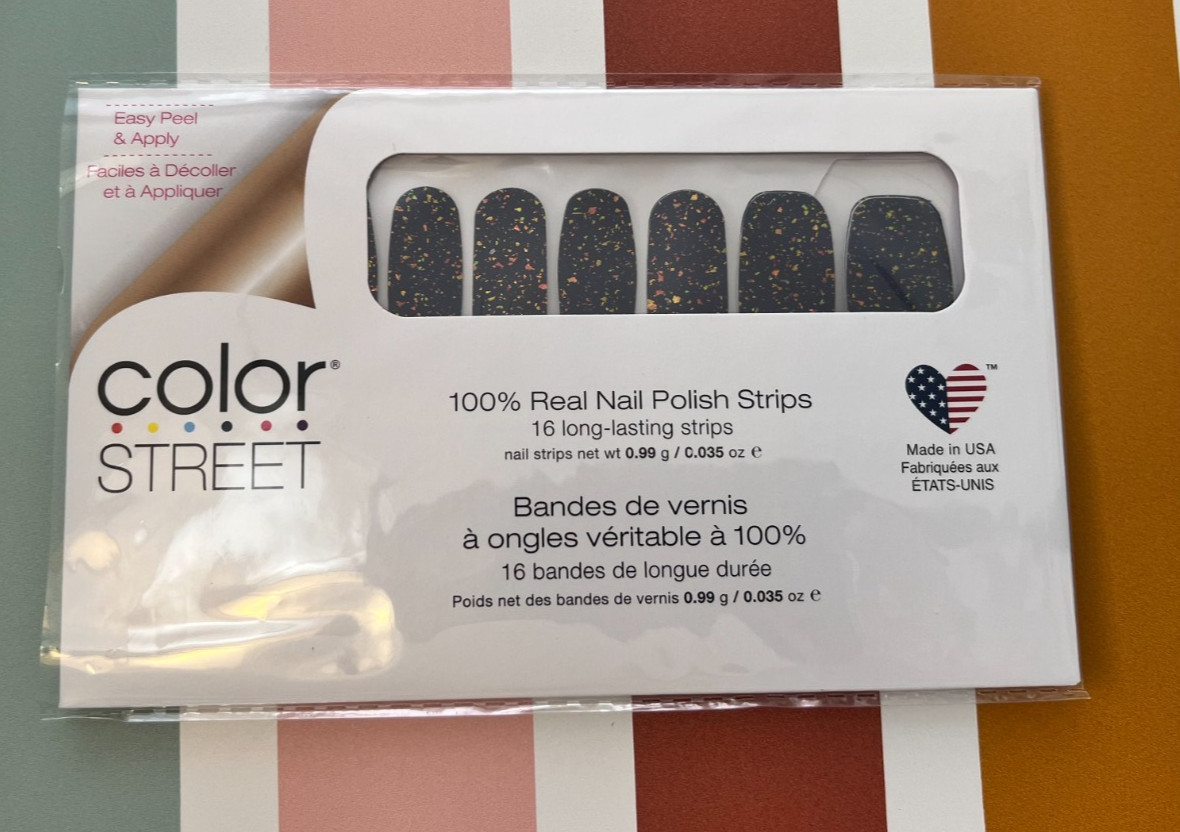 Easy Peel
& Apply
Faciles à Décoller
et à Appliquer
color®
STREET
100% Real Nail Polish Strips
16 long-lasting strips
nail strips net wt 0.99 g / 0.035 oz ℮
Bandes de vernis
à ongles véritable à 100%
16 bandes de longue durée
Poids net des bandes de vernis 0.99 g / 0.035 oz ℮
™
Made in USA
Fabriquées aux
ÉTATS-UNIS